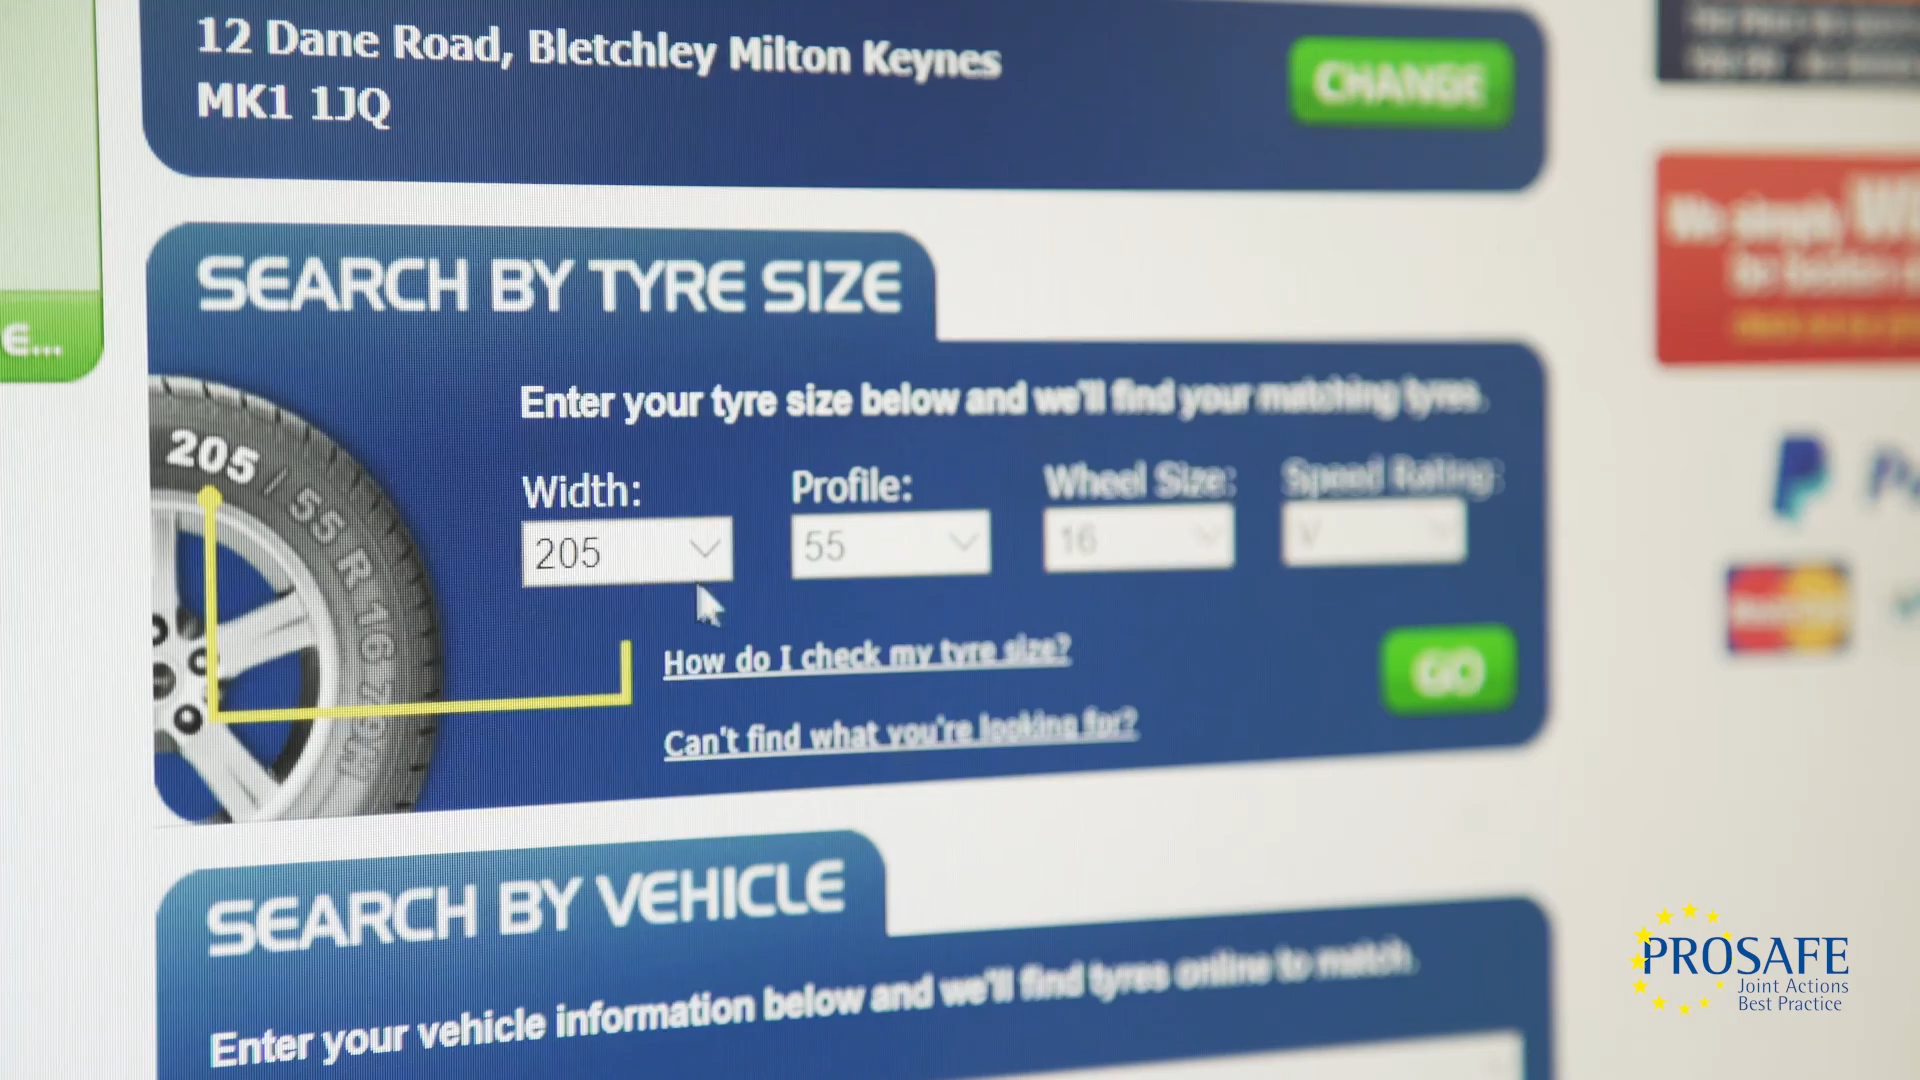 12 Dane Road, Bletchley Milton Keynes
MK1 1JQ
CHANGE
E...
SEARCH BY TYRE SIZE
Enter your tyre size below and we'll find your matching tyres.
205 / 55 R 16 79H
Width:
Profile:
Wheel Size:
Speed Rating:
205
55
16
V
How do I check my tyre size?
GO
Can't find what you're looking for?
We simply
SEARCH BY VEHICLE
Enter your vehicle information below and we'll find tyres online to match.
PROSAFE
Joint Actions
Best Practice